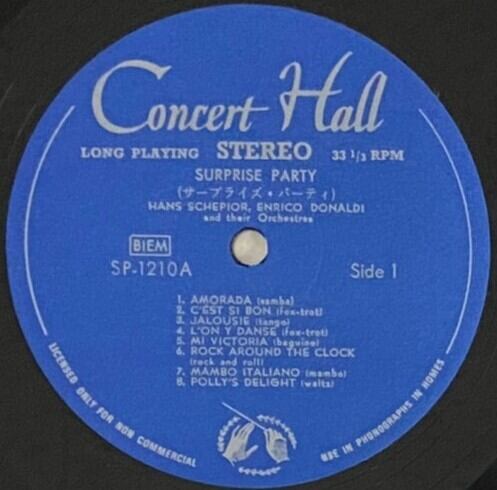 Concert Hall
LONG PLAYING STEREO 33 1/3 RPM
SURPRISE PARTY
(サープライズ・パーティ)
HANS SCHEPIOR, ENRICO DONALDI
and their Orchestras
BIEM
SP-1210A Side 1
1. AMORADA (samba)
2. C'EST SI BON (fox-trot)
3. JALOUSIE (tango)
4. L'ON Y DANSE (fox-trot)
5. MI VICTORIA (beguine)
6. ROCK AROUND THE CLOCK
(rock and roll)
7. MAMBO ITALIANO (mambo)
8. POLLY'S DELIGHT (waltz)
LICENSED ONLY FOR NON COMMERCIAL
USE IN PHONOGRAPHS IN HOMES